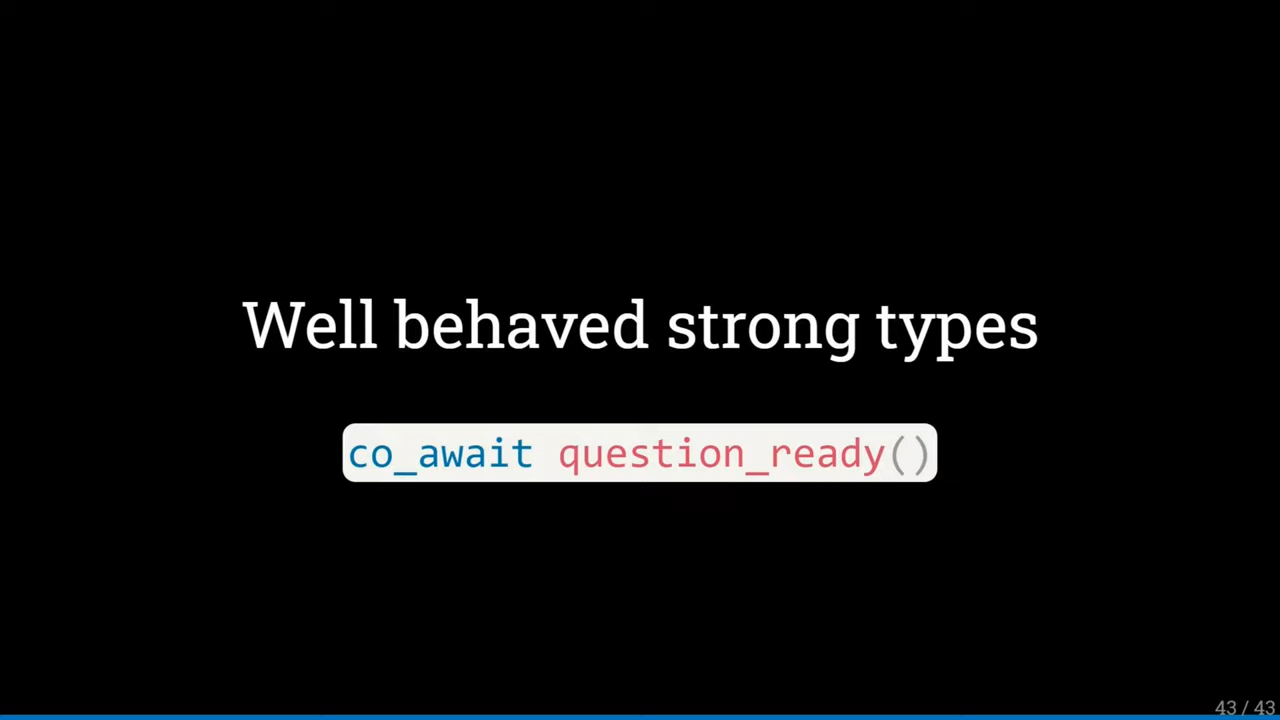 Well behaved strong types
co_await question_ready()
43 / 43